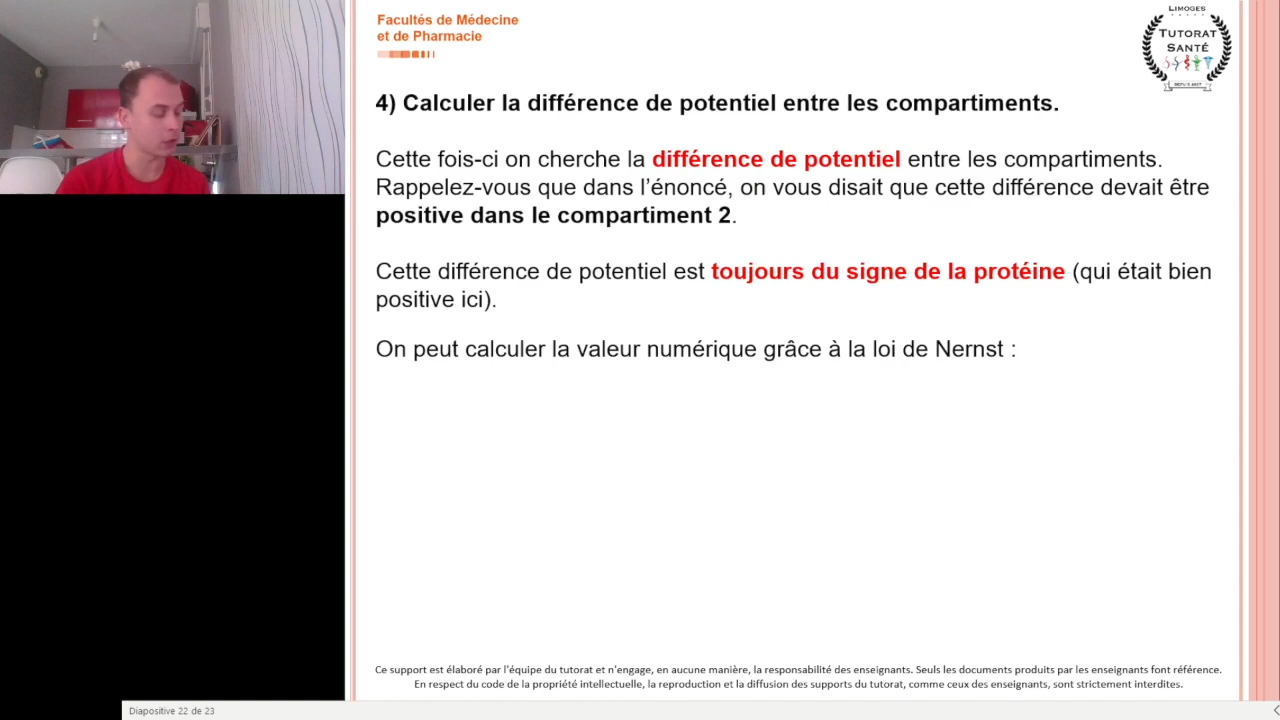 Facultés de Médecine
et de Pharmacie
LIMOGES
TUTORAT
SANTÉ
4) Calculer la différence de potentiel entre les compartiments.
Cette fois-ci on cherche la différence de potentiel entre les compartiments.
Rappelez-vous que dans l’énoncé, on vous disait que cette différence devait être
positive dans le compartiment 2.
Cette différence de potentiel est toujours du signe de la protéine (qui était bien
positive ici).
On peut calculer la valeur numérique grâce à la loi de Nernst :
Ce support est élaboré par l'équipe du tutorat et n'engage, en aucune manière, la responsabilité des enseignants. Seuls les documents produits par les enseignants font référence.
En respect du code de la propriété intellectuelle, la reproduction et la diffusion des supports du tutorat, comme ceux des enseignants, sont strictement interdites.
Diapositive 22 de 23